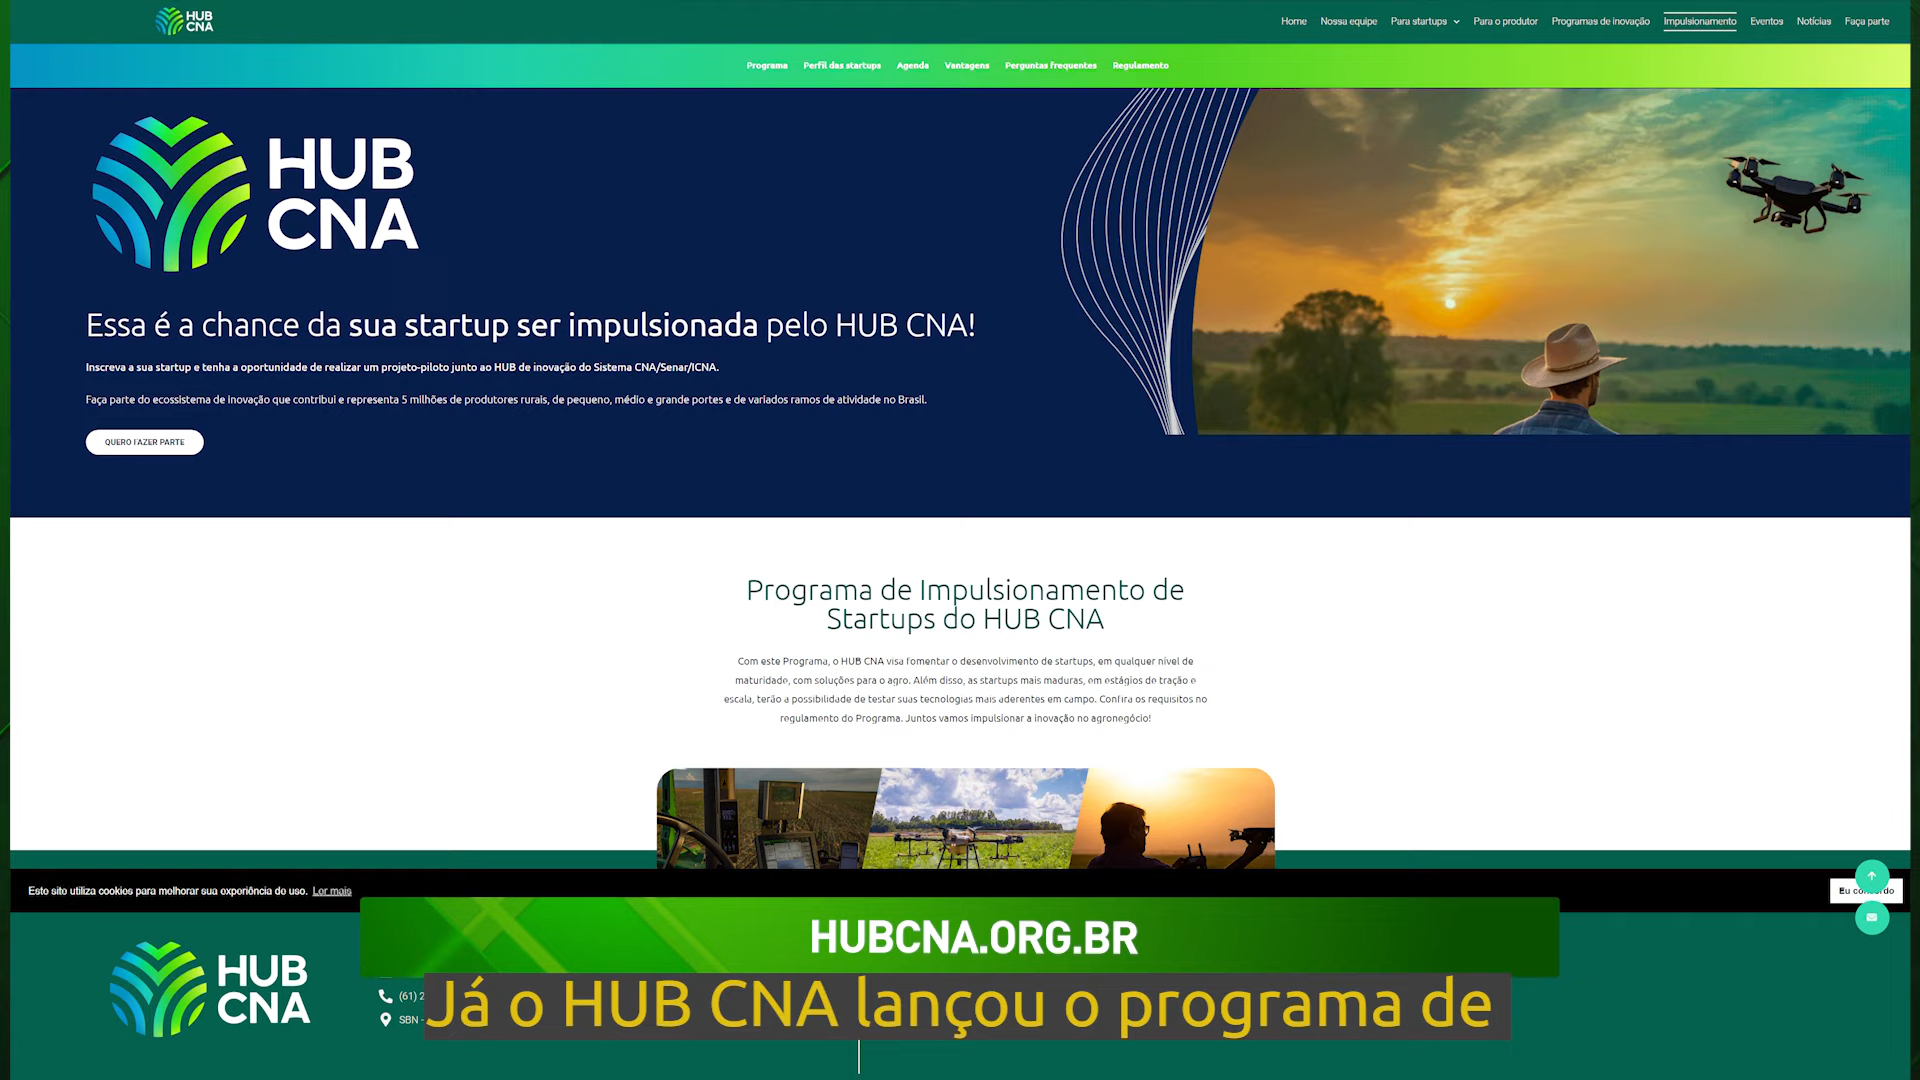 HUB
CNA
Home Nossa equipe Para startups Para o produtor Programas de inovação Impulsionamento Eventos Notícias Faça parte
Programa Perfil das startups Agenda Vantagens Perguntas frequentes Regulamento
HUB
CNA
Essa é a chance da sua startup ser impulsionada pelo HUB CNA!
Inscreva a sua startup e tenha a oportunidade de realizar um projeto-piloto junto ao HUB de inovação do Sistema CNA/Senar/ICNA.
Faça parte do ecossistema de inovação que contribui e representa 5 milhões de produtores rurais, de pequeno, médio e grande portes e de variados ramos de atividade no Brasil.
QUERO FAZER PARTE
Programa de Impulsionamento de
Startups do HUB CNA
Com este Programa, o HUB CNA visa fomentar o desenvolvimento de startups, em qualquer nível de
maturidade, com soluções para o agro. Além disso, as startups mais maduras, em estágios de tração e
escala, terão a possibilidade de testar suas tecnologias mais aderentes em campo. Confira os requisitos no
regulamento do Programa. Juntos vamos impulsionar a inovação no agronegócio!
Este site utiliza cookies para melhorar sua experiência de uso. Ler mais
Eu
HUBCNA.ORG.BR
HUB
CNA
(61) 2
SBN -
Já o HUB CNA lançou o programa de